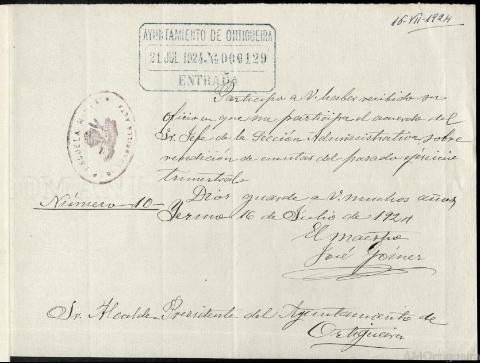 16-VII-1924
AYUNTAMIENTO DE ORTIGUEIRA
21 JUL 1924 · No 000129
ENTRADA
Participo a V. haber recibido su
oficio en que me participa el acuerdo del
Sr. Jefe de la Sección Administrativa sobre
rendición de cuentas del pasado ejercicio
trimestral.
Dios guarde a V. muchos años
Número 10-
Yermo 16 de Julio de 1924
El maestro
José Gómez
Sr. Alcalde Presidente del Ayuntamiento de
Ortigueira
ESCUELA
AMOrtigueira